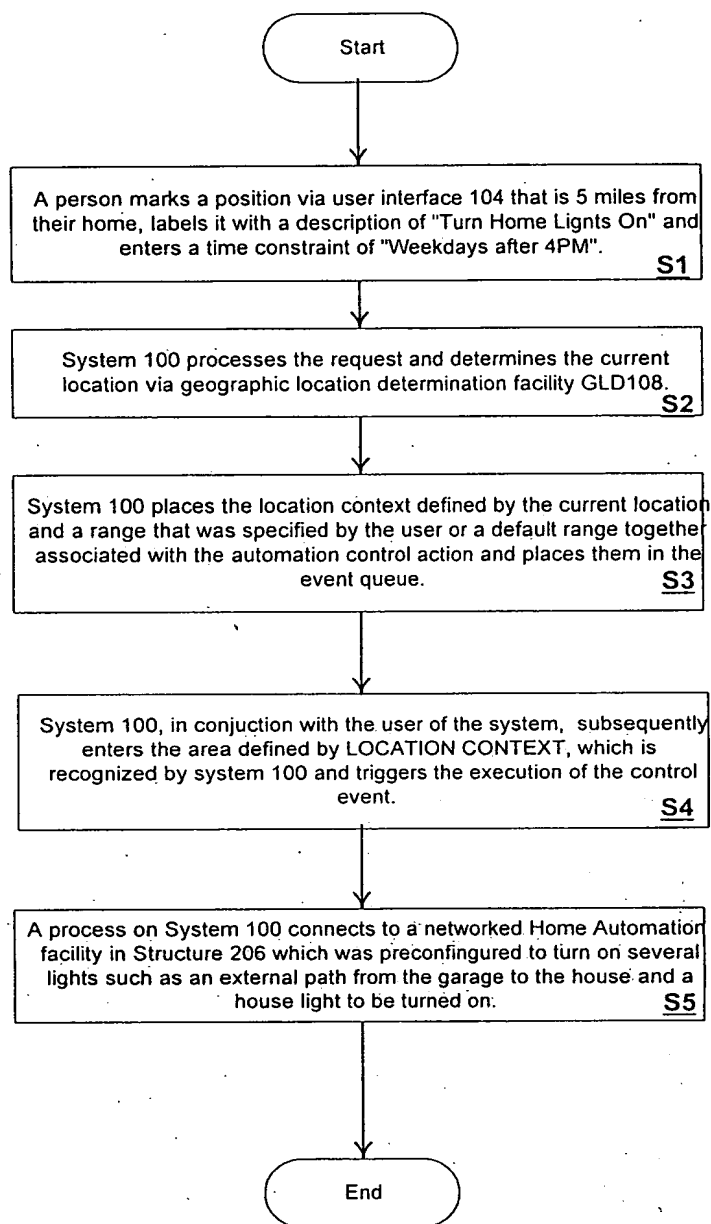 Start
A person marks a position via user interface 104 that is 5 miles from
their home, labels it with a description of "Turn Home Lignts On" and
enters a time constraint of "Weekdays after 4PM".
S1
System 100 processes the request and determines the current
location via geographic location determination facility GLD108.
S2
System 100 places the location context defined by the current location
and a range that was specified by the user or a default range together
associated with the automation control action and places them in the
event queue.
S3
System 100, in conjuction with the user of the system, subsequently
enters the area defined by LOCATION CONTEXT, which is
recognized by system 100 and triggers the execution of the control
event.
S4
A process on System 100 connects to a networked Home Automation
facility in Structure 206 which was preconfingured to turn on several
lights such as an external path from the garage to the house and a
house light to be turned on.
S5
End